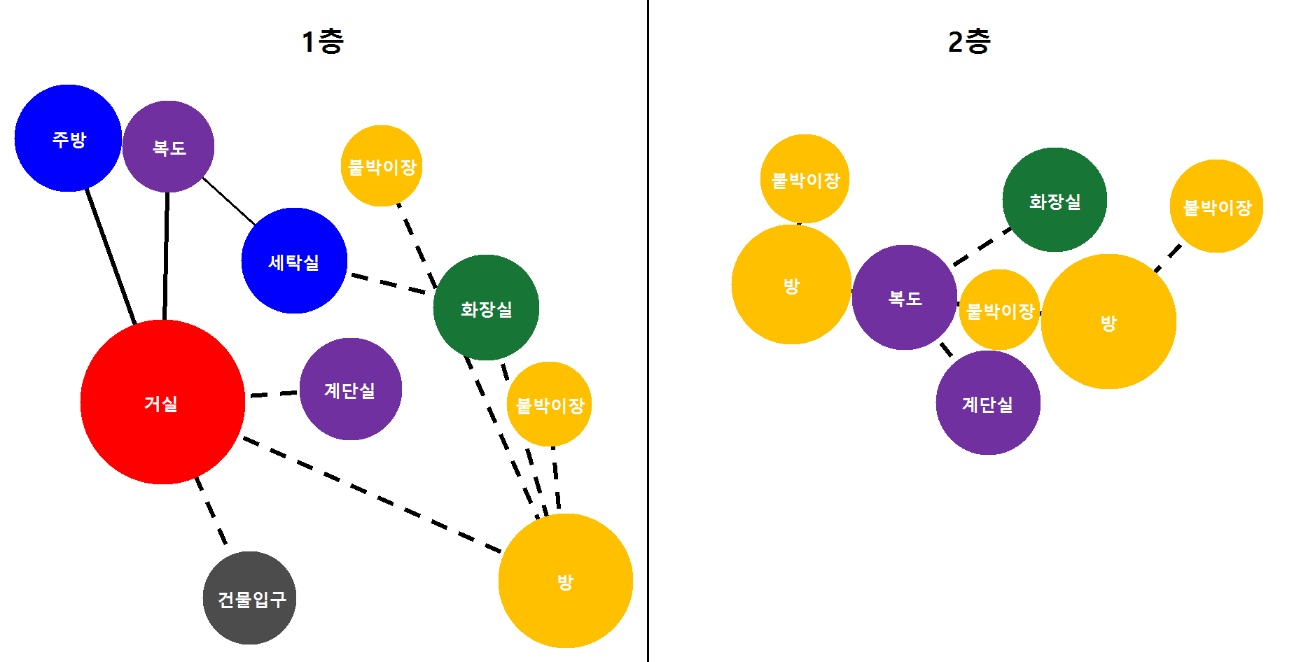 1층
주방
복도
붙박이장
세탁실
화장실
계단실
거실
붙박이장
방
건물입구
2층
붙박이장
화장실
붙박이장
방
복도
붙박이장
방
계단실